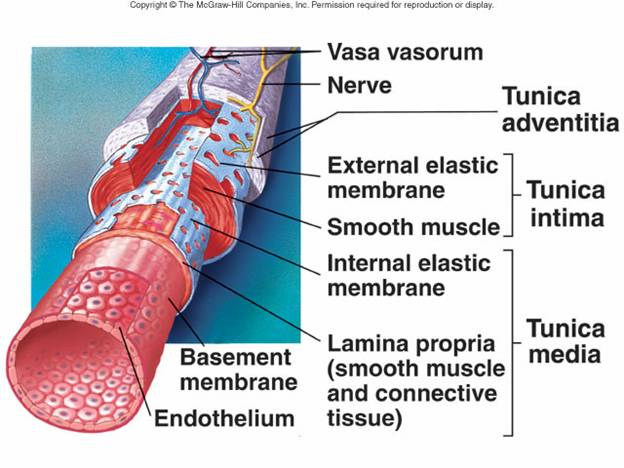 Copyright © The McGraw-Hill Companies, Inc. Permission required for reproduction or display.
Vasa vasorum
Nerve
Tunica
adventitia
External elastic
membrane
Smooth muscle
Tunica
intima
Internal elastic
membrane
Lamina propria
(smooth muscle
and connective
tissue)
Tunica
media
Basement
membrane
Endothelium